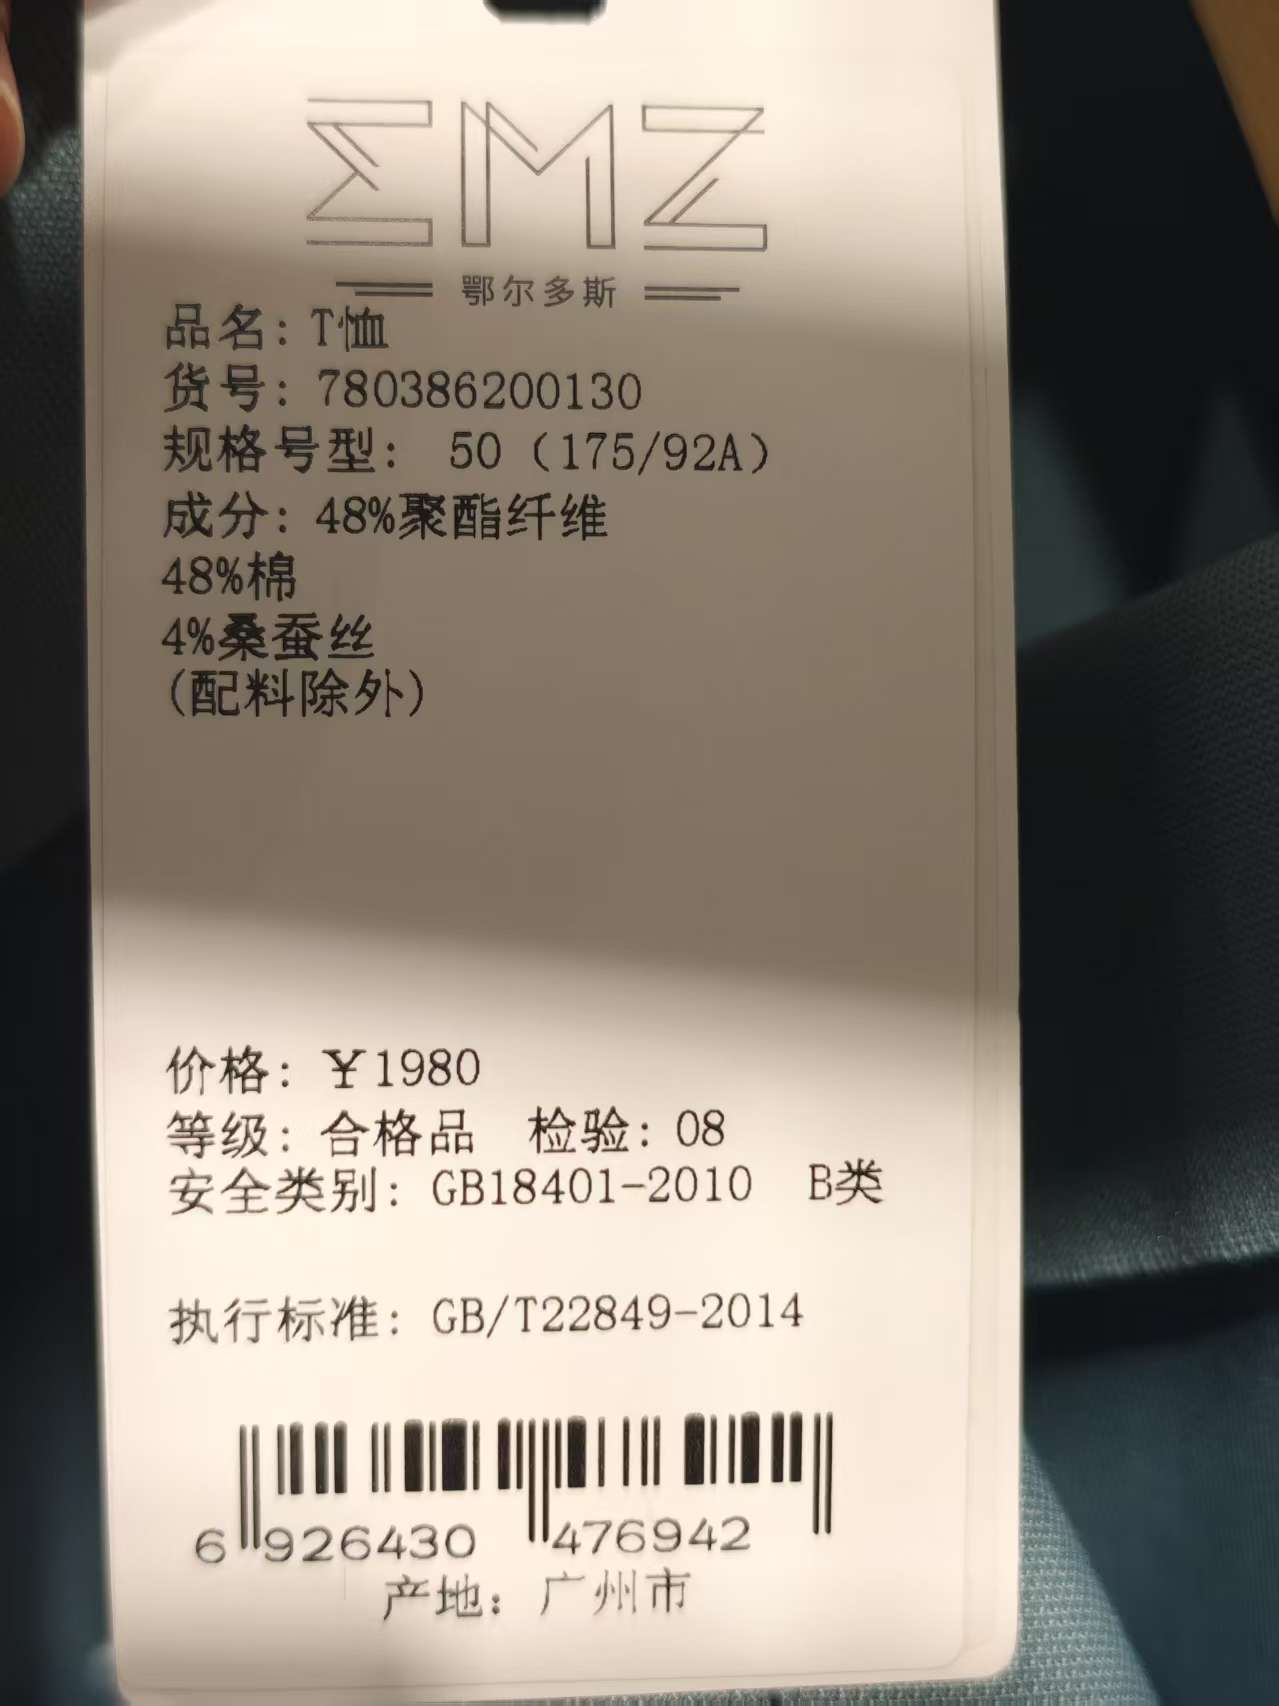 EMZ
鄂尔多斯
品名：T恤
货号：780386200130
规格号型： 50（175/92A）
成分：48%聚酯纤维
48%棉
4%桑蚕丝
(配料除外)
价格：￥1980
等级：合格品 检验：08
安全类别：GB18401-2010 B类
执行标准：GB/T22849-2014
6 926430 476942
产地：广州市